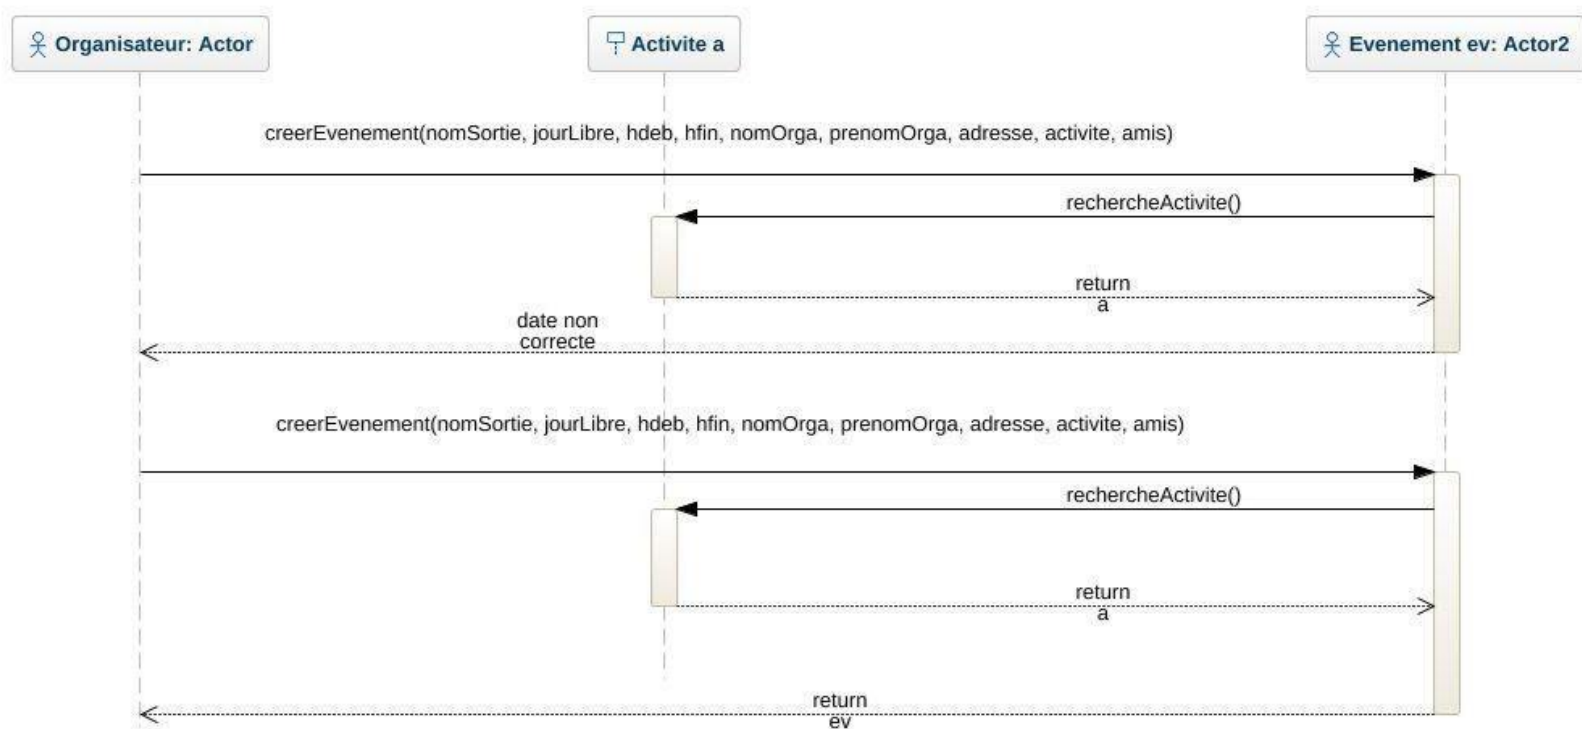 Organisateur: Actor
Activite a
Evenement ev: Actor2
creerEvenement(nomSortie, jourLibre, hdeb, hfin, nomOrga, prenomOrga, adresse, activite, amis)
rechercheActivite()
return
a
date non
correcte
creerEvenement(nomSortie, jourLibre, hdeb, hfin, nomOrga, prenomOrga, adresse, activite, amis)
rechercheActivite()
return
a
return
ev